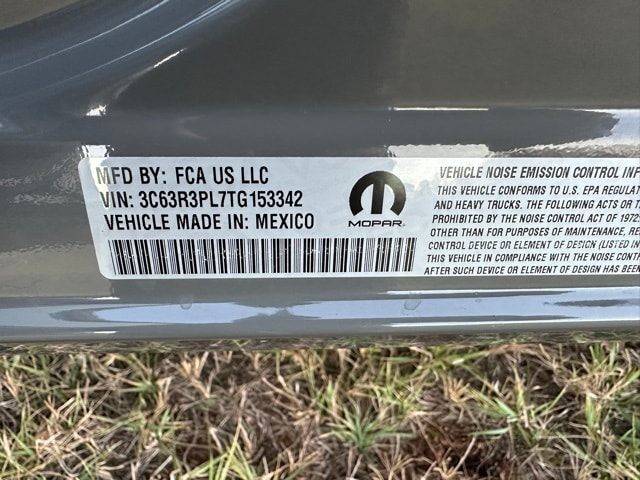 MFD BY: FCA US LLC
VIN: 3C63R3PL7TG153342
VEHICLE MADE IN: MEXICO
MOPAR
VEHICLE NOISE EMISSION CONTROL INF
THIS VEHICLE CONFORMS TO U.S. EPA REGULAT
AND HEAVY TRUCKS. THE FOLLOWING ACTS OR T
PROHIBITED BY THE NOISE CONTROL ACT OF 1972
OTHER THAN FOR PURPOSES OF MAINTENANCE, RE
CONTROL DEVICE OR ELEMENT OF DESIGN (LISTED IN
THIS VEHICLE IN COMPLIANCE WITH THE NOISE CONT
AFTER SUCH DEVICE OR ELEMENT OF DESIGN HAS BEEN